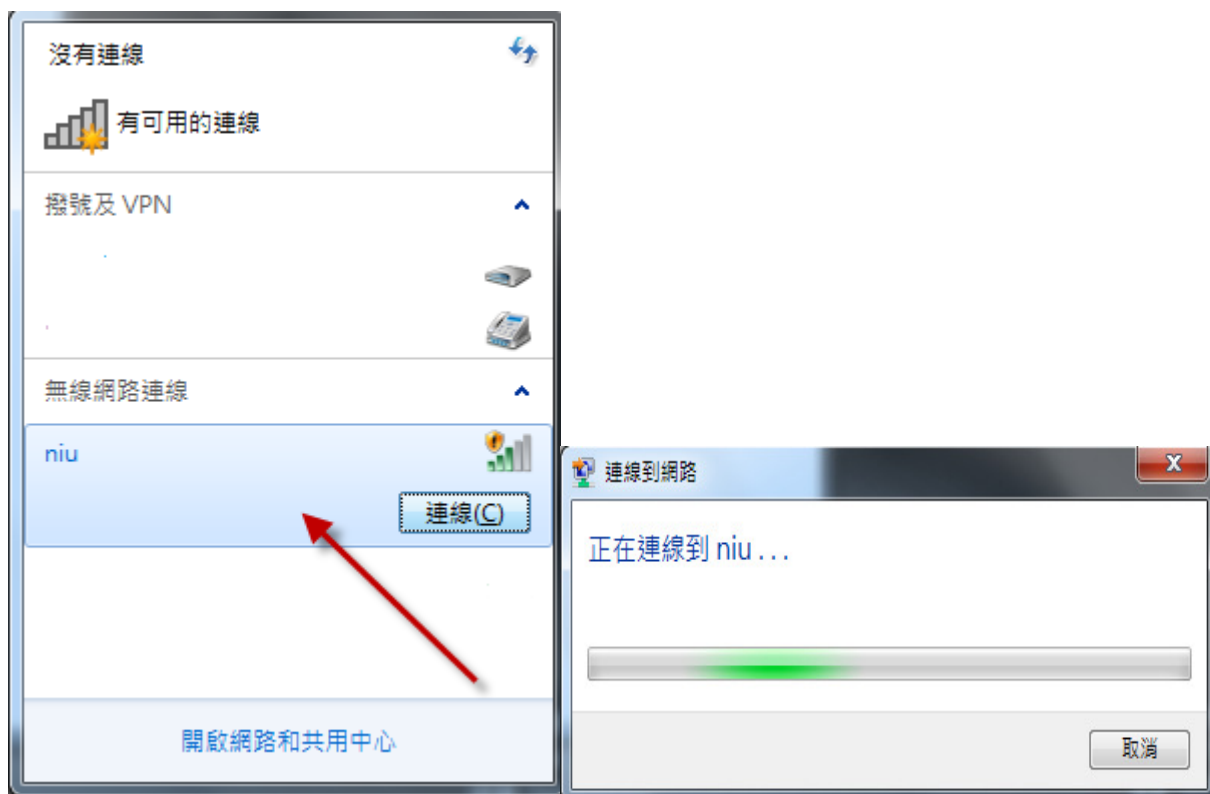 沒有連線
有可用的連線
撥號及 VPN
無線網路連線
niu
連線(C)
開啟網路和共用中心
連線到網路
正在連線到 niu . . .
取消